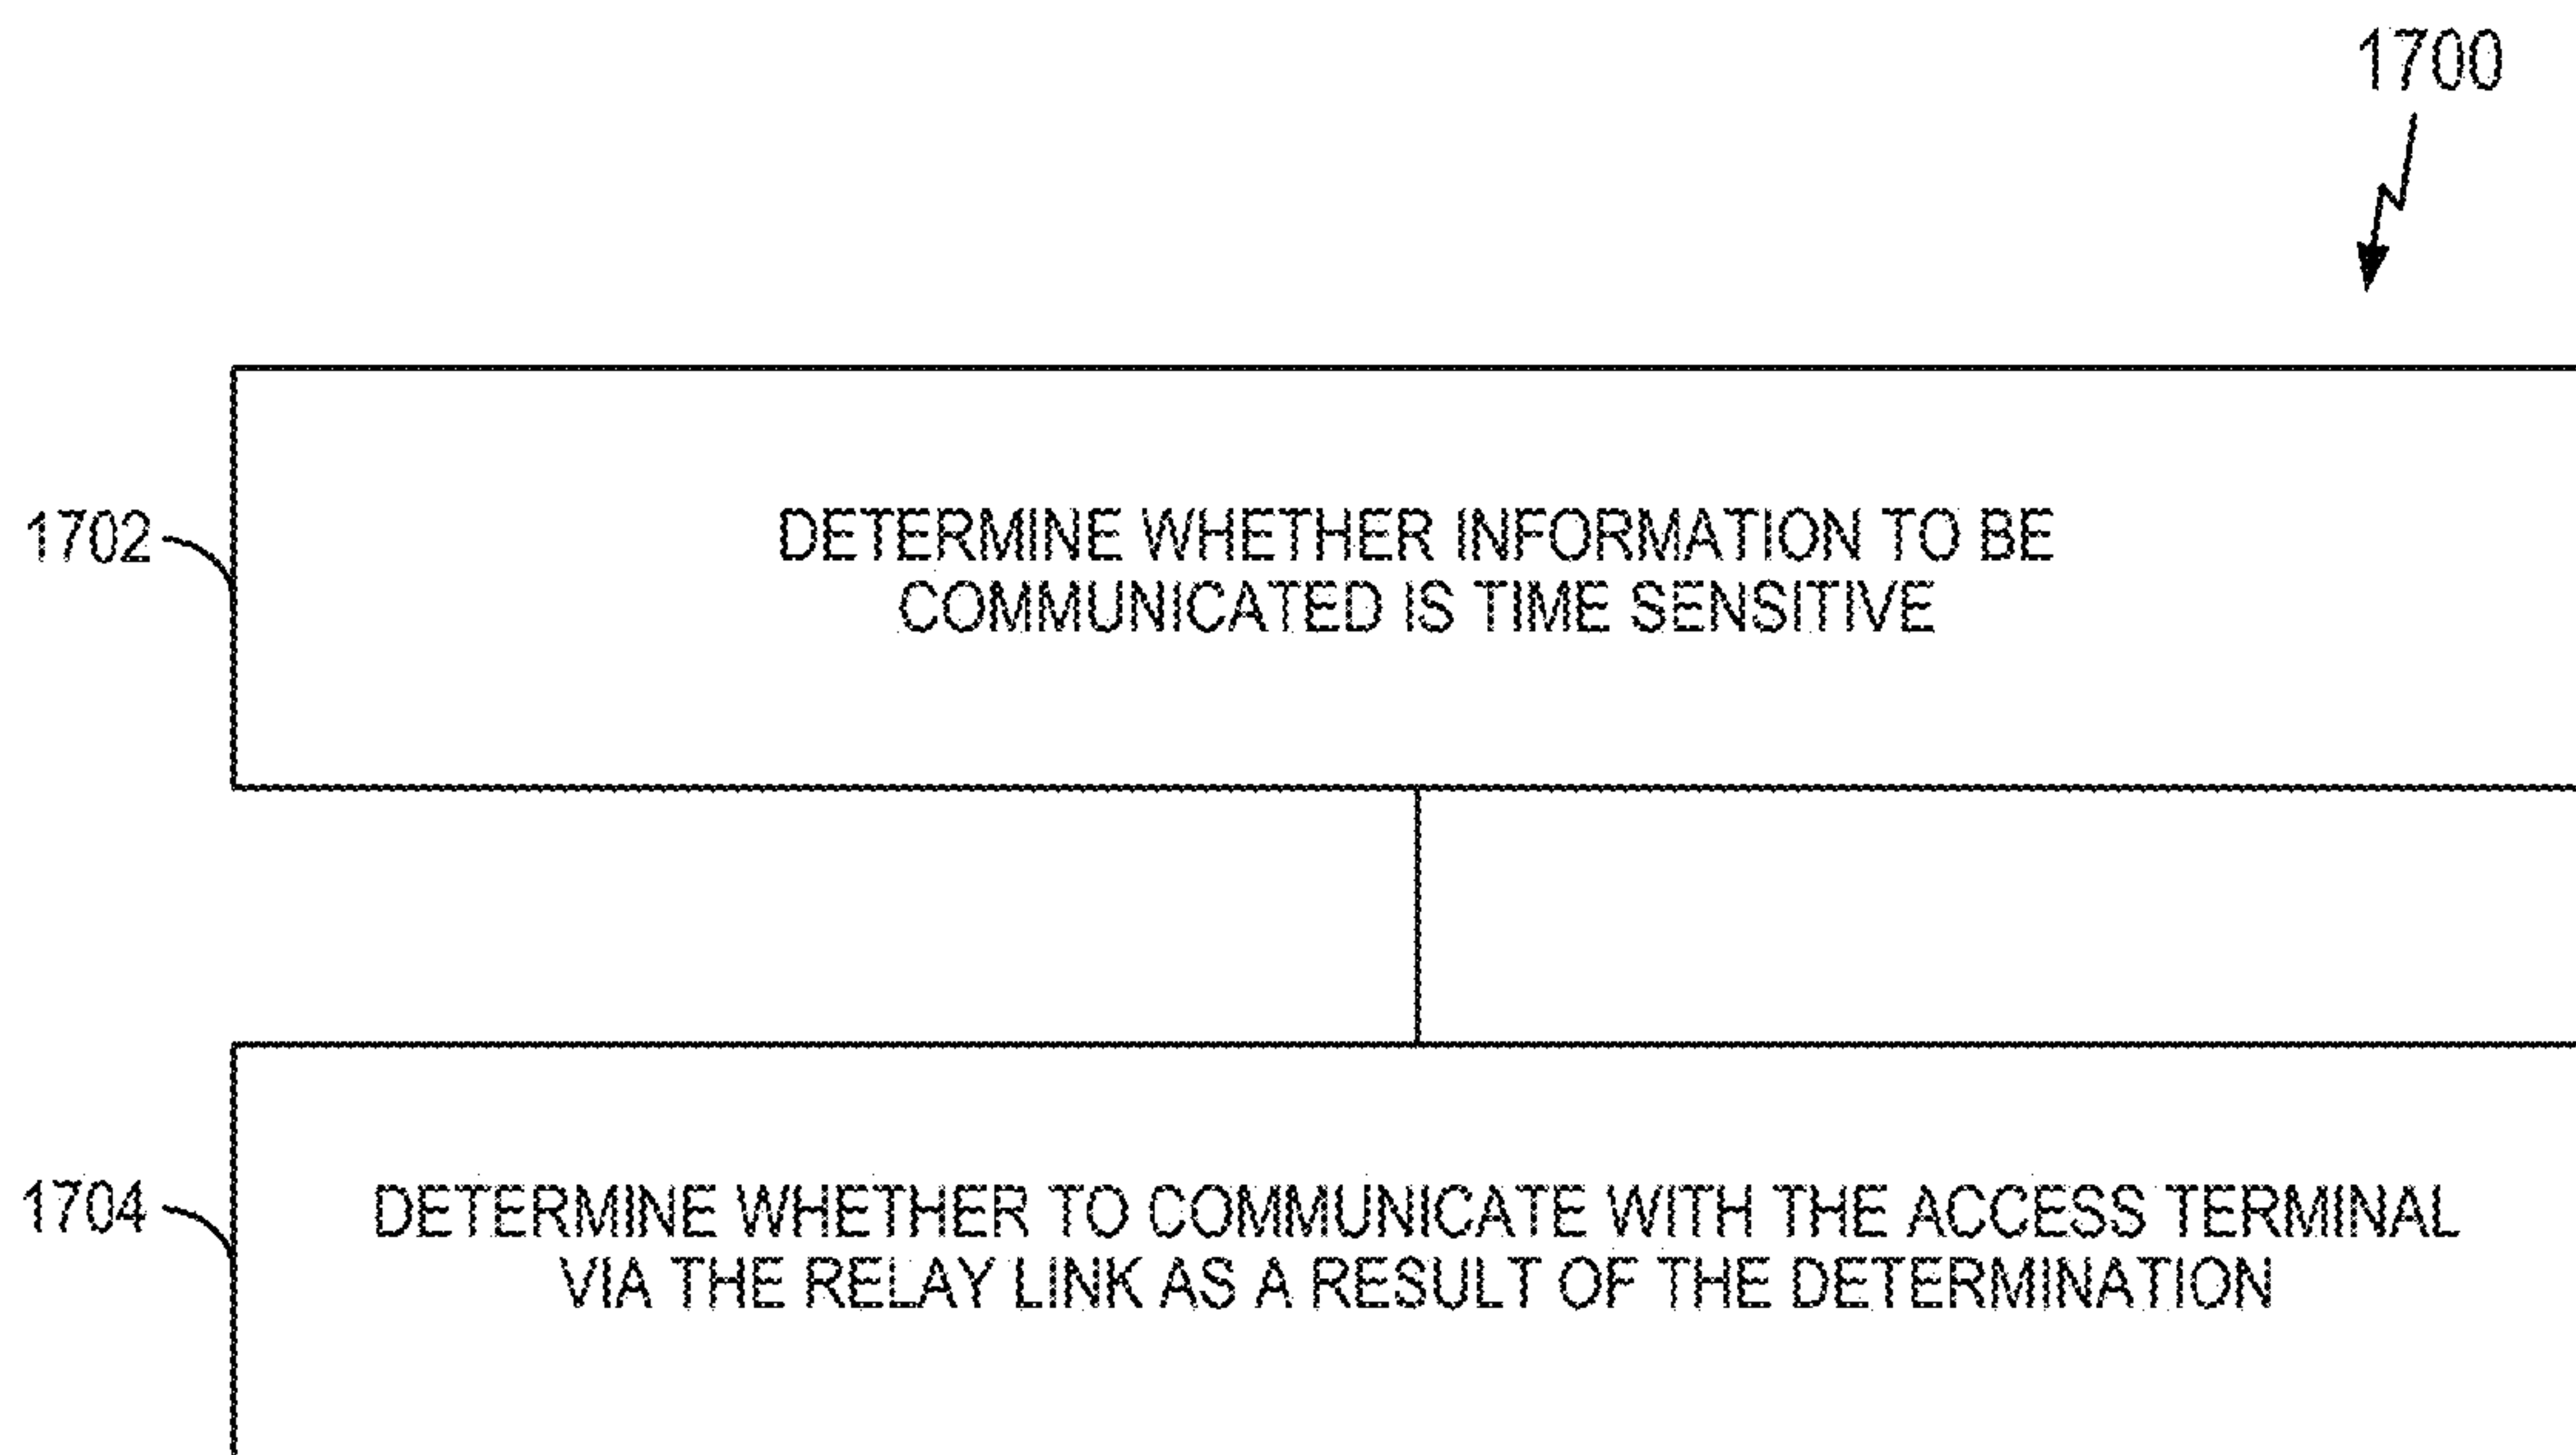 1700
1702
DETERMINE WHETHER INFORMATION TO BE
COMMUNICATED IS TIME SENSITIVE
1704
DETERMINE WHETHER TO COMMUNICATE WITH THE ACCESS TERMINAL
VIA THE RELAY LINK AS A RESULT OF THE DETERMINATION